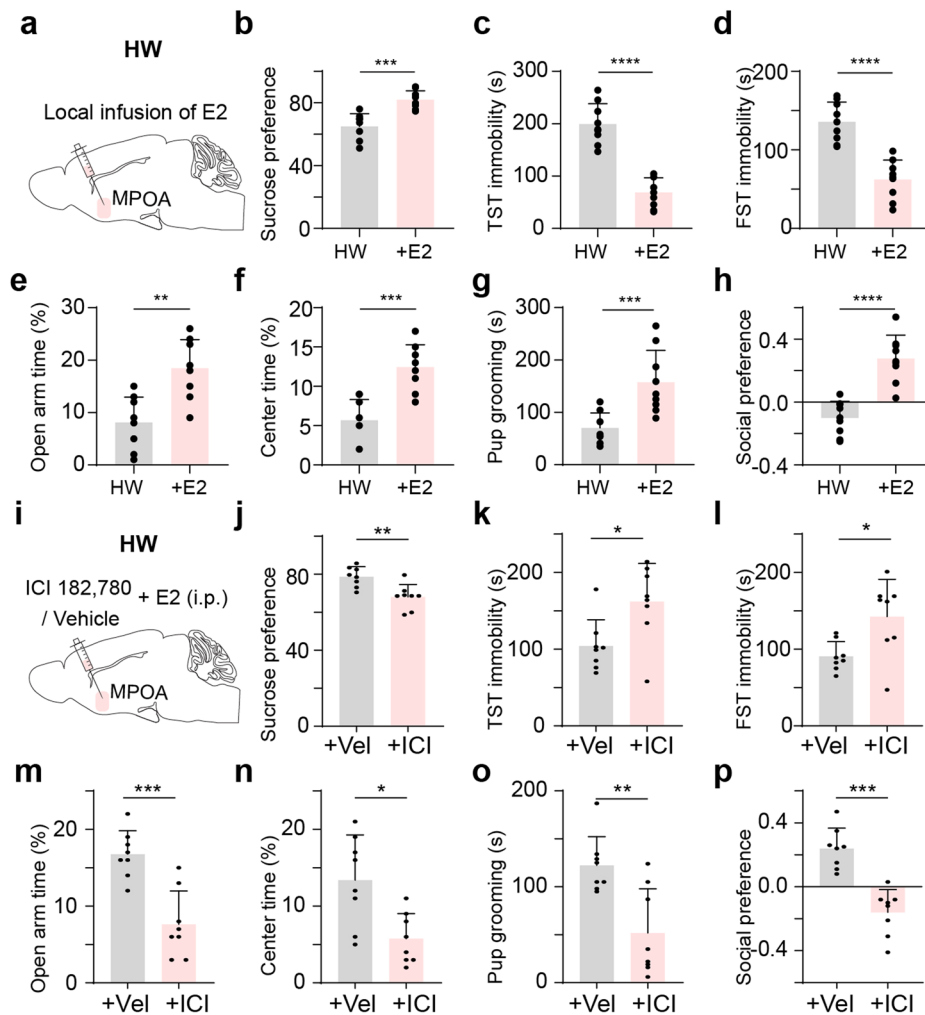 a
HW
Local infusion of E2
MPOA
b
***
Sucrose preference
80
40
0
HW +E2
c
****
TST immobility (s)
300
200
100
0
HW +E2
d
****
FST immobility (s)
200
100
0
HW +E2
e
**
Open arm time (%)
30
20
10
0
HW +E2
f
***
Center time (%)
20
15
10
5
0
HW +E2
g
***
Pup grooming (s)
300
200
100
0
HW +E2
h
****
Social preference
0.4
0.0
-0.4
HW +E2
i
HW
ICI 182,780
/ Vehicle
+ E2 (i.p.)
MPOA
j
**
Sucrose preference
80
40
0
+Vel +ICI
k
*
TST immobility (s)
200
100
0
+Vel +ICI
l
*
FST immobility (s)
200
100
0
+Vel +ICI
m
***
Open arm time (%)
20
10
0
+Vel +ICI
n
*
Center time (%)
20
10
0
+Vel +ICI
o
**
Pup grooming (s)
200
100
0
+Vel +ICI
p
***
Social preference
0.4
0.0
-0.4
+Vel +ICI